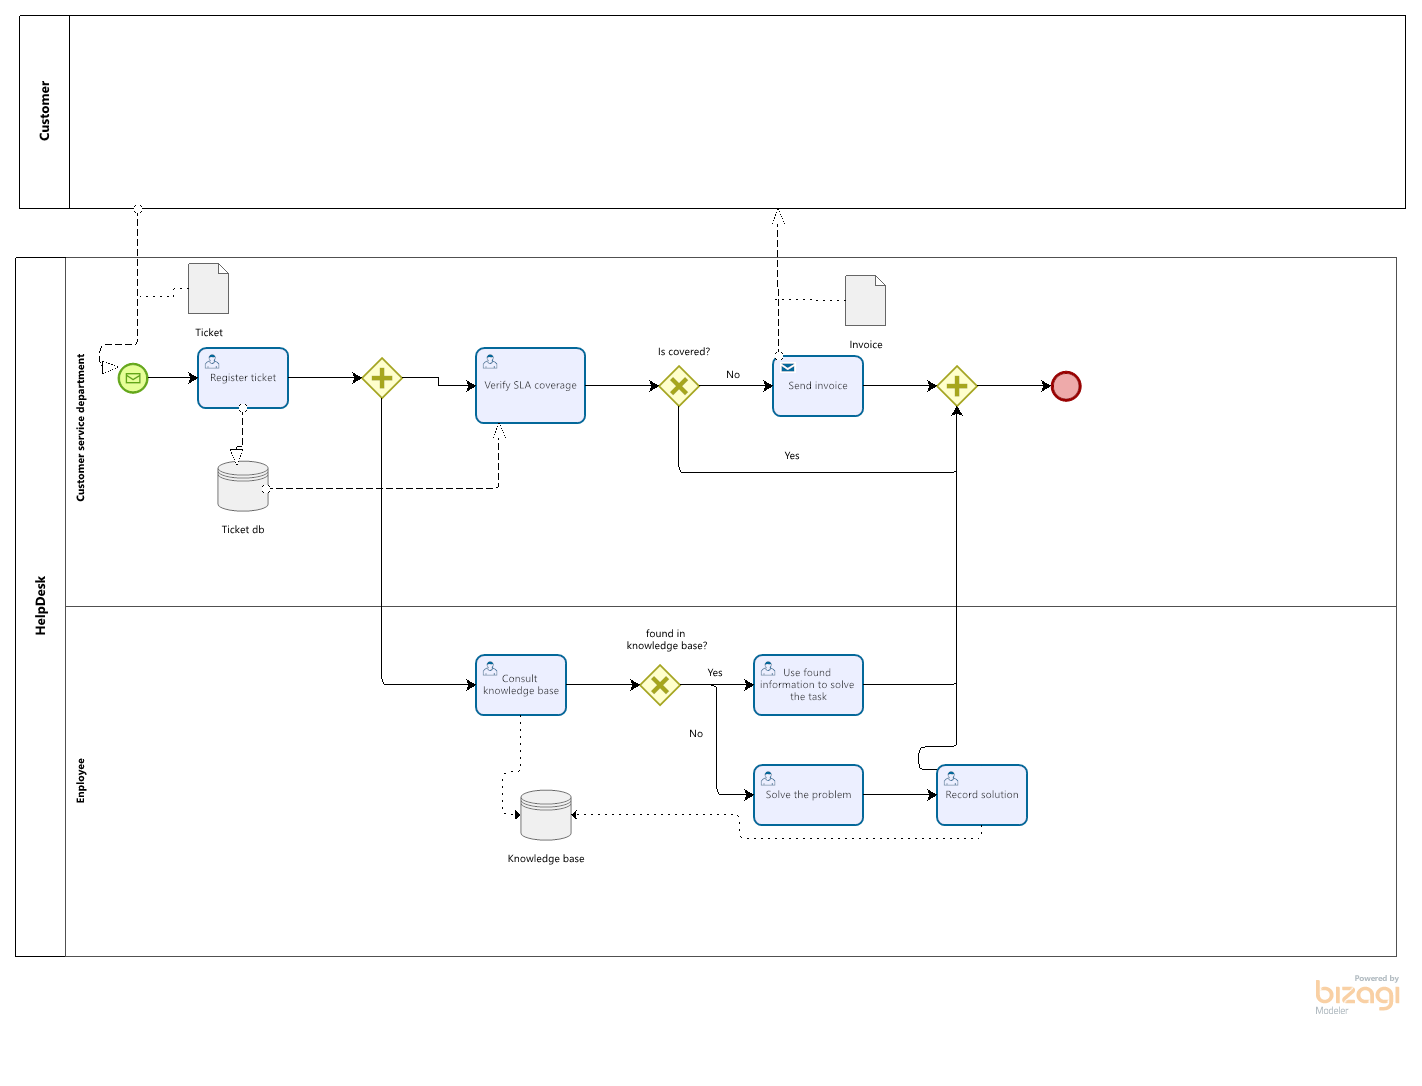 Customer
HelpDesk
Customer service department
Ticket
Register ticket
Ticket db
Verify SLA coverage
Is covered?
No
Yes
Invoice
Send invoice
Enployee
Consult
knowledge base
found in
knowledge base?
Yes
No
Use found
information to solve
the task
Solve the problem
Record solution
Knowledge base
Powered by
bizagi
Modeler